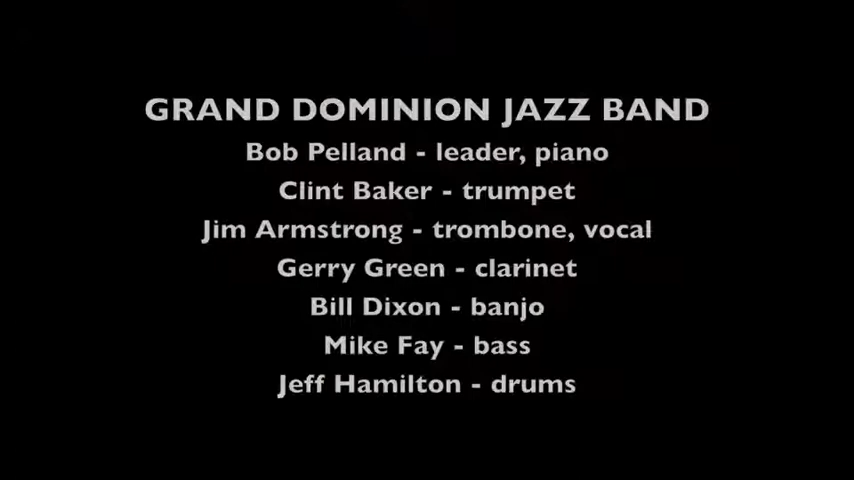 GRAND DOMINION JAZZ BAND
Bob Pelland - leader, piano
Clint Baker - trumpet
Jim Armstrong - trombone, vocal
Gerry Green - clarinet
Bill Dixon - banjo
Mike Fay - bass
Jeff Hamilton - drums